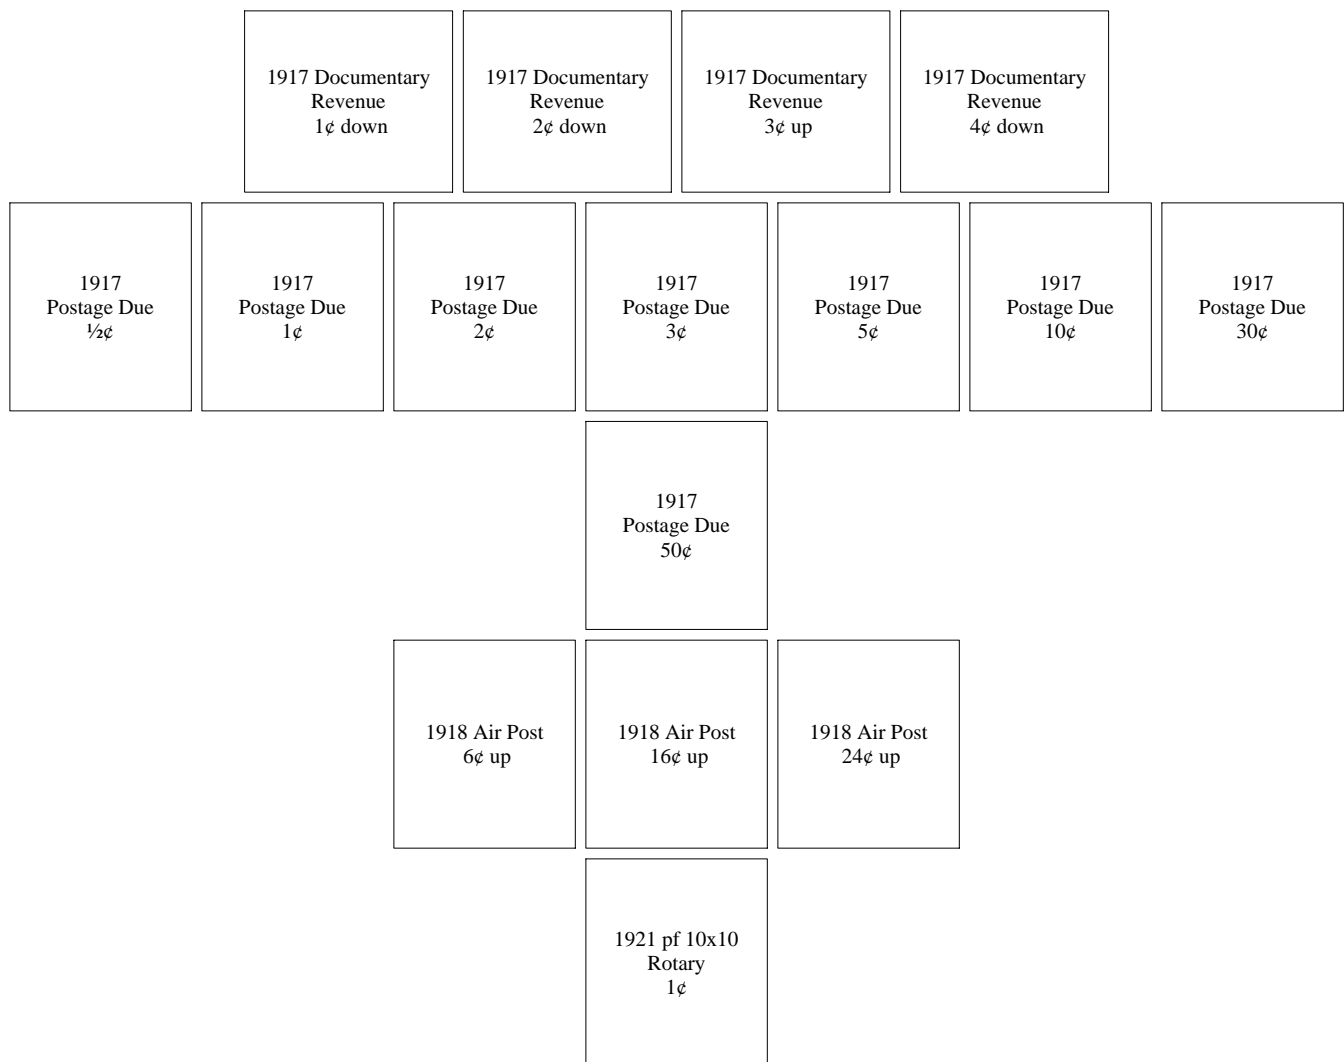 1917 Documentary
Revenue
1¢ down
1917 Documentary
Revenue
2¢ down
1917 Documentary
Revenue
3¢ up
1917 Documentary
Revenue
4¢ down
1917
Postage Due
½¢
1917
Postage Due
1¢
1917
Postage Due
2¢
1917
Postage Due
3¢
1917
Postage Due
5¢
1917
Postage Due
10¢
1917
Postage Due
30¢
1917
Postage Due
50¢
1918 Air Post
6¢ up
1918 Air Post
16¢ up
1918 Air Post
24¢ up
1921 pf 10x10
Rotary
1¢